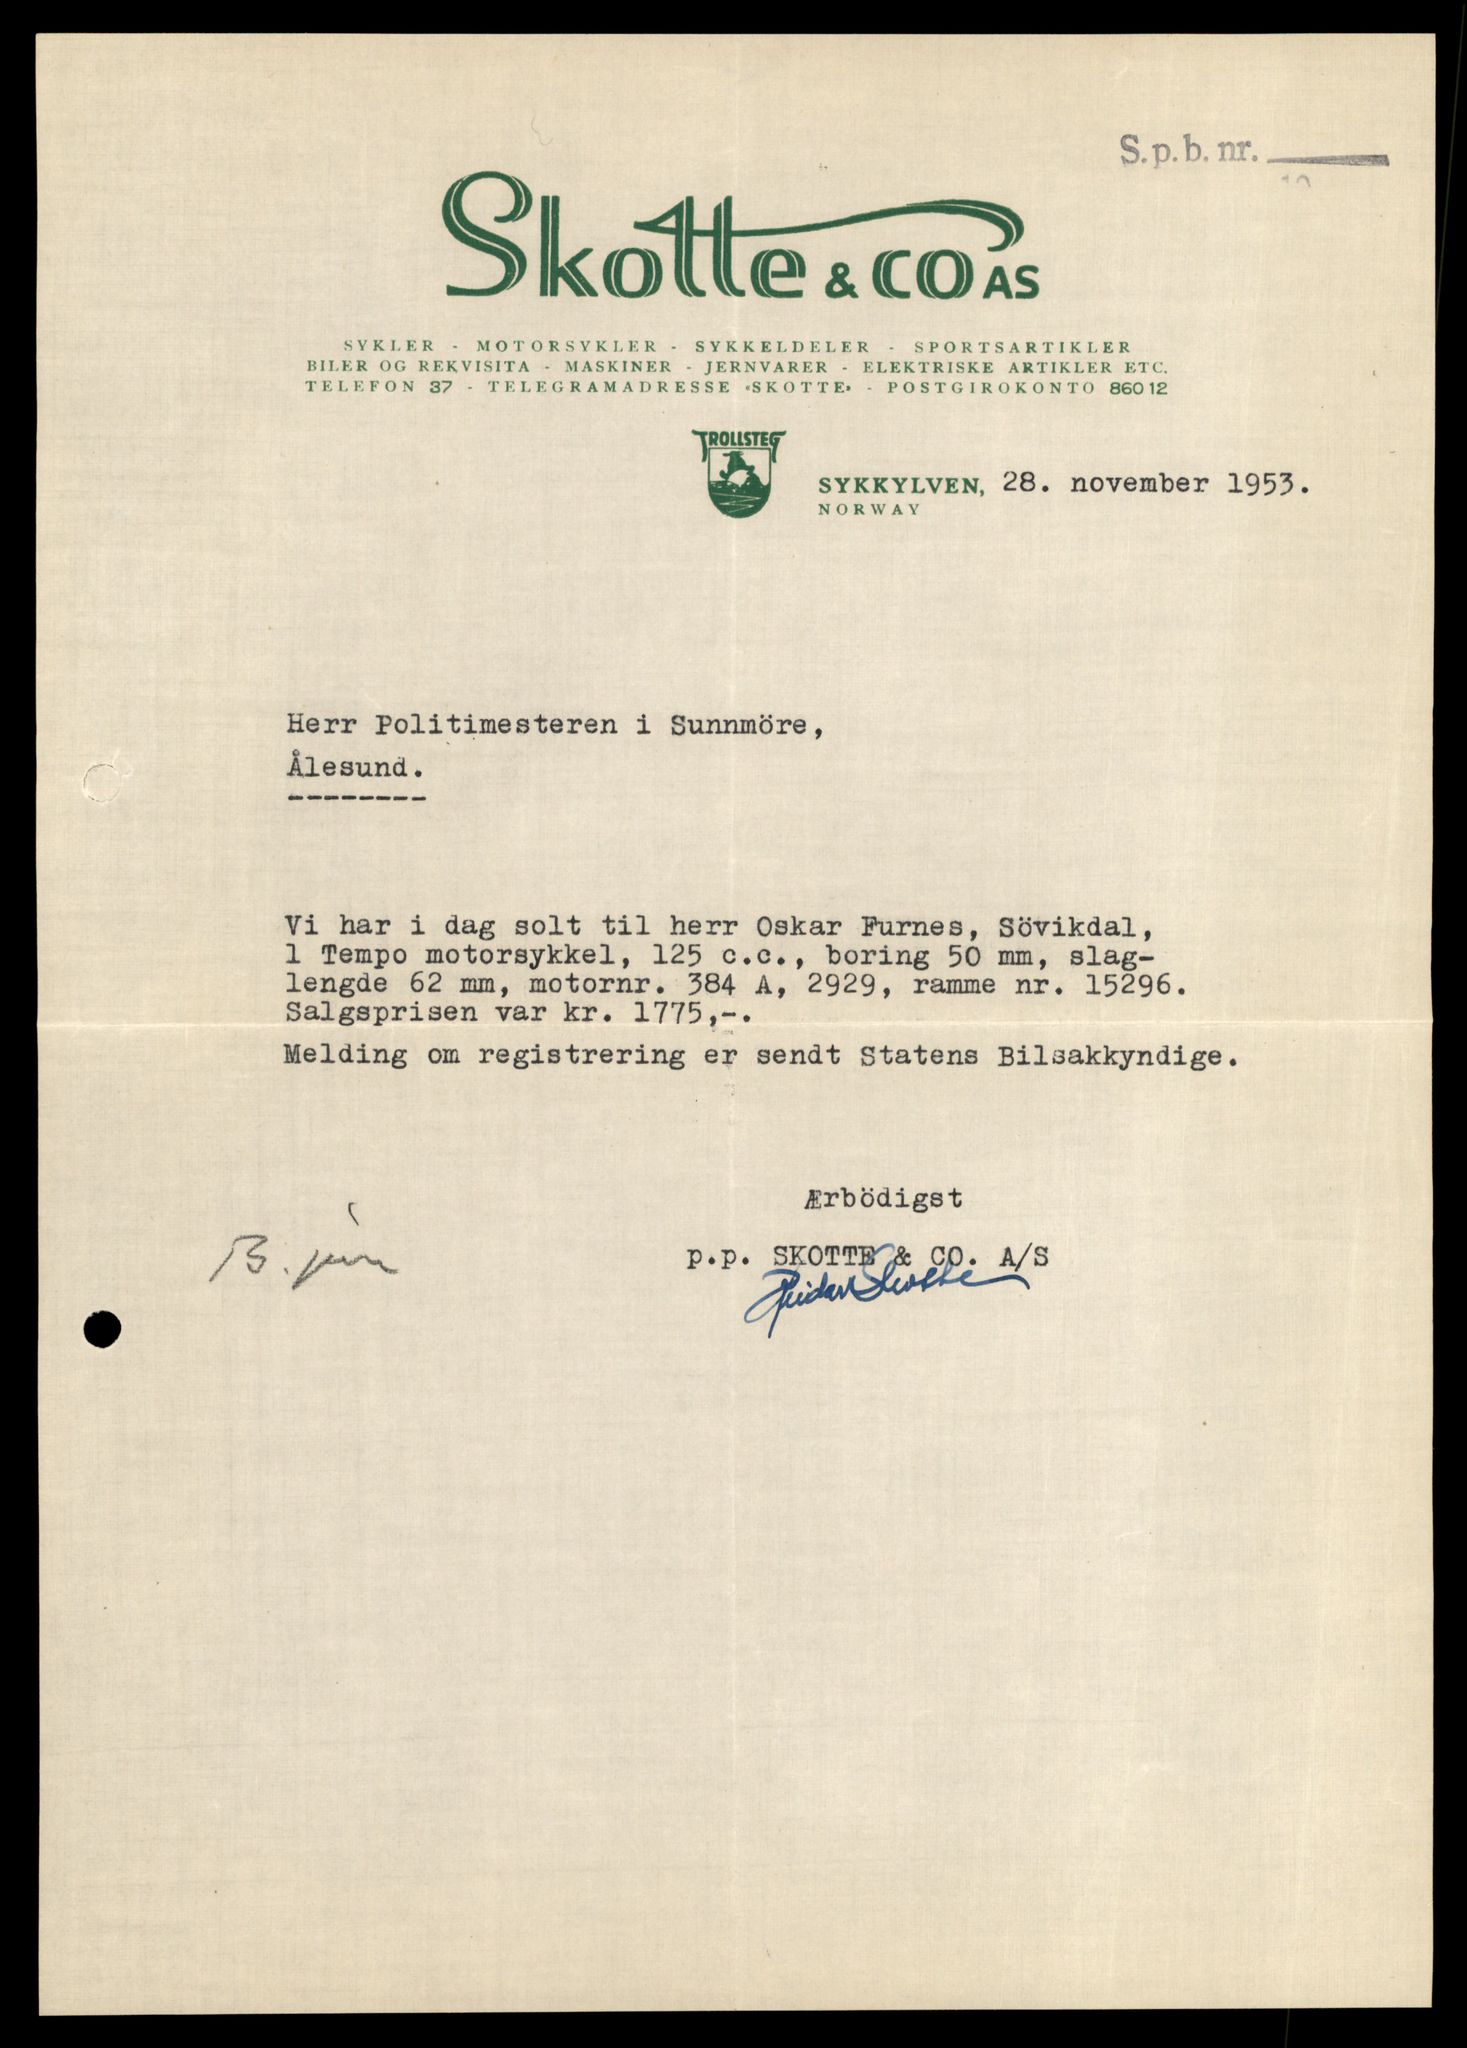 S.p.b. nr.
Skotte & CO AS
SYKLER - MOTORSYKLER - SYKKELDELER - SPORTSARTIKLER
BILER OG REKVISITA - MASKINER - JERNVARER - ELEKTRISKE ARTIKLER ETC.
TELEFON 37 - TELEGRAMADRESSE «SKOTTE» - POSTGIROKONTO 86012
TROLLSTEG
SYKKYLVEN, 28. november 1953.
NORWAY
Herr Politimesteren i Sunnmöre,
Ålesund.
--------
Vi har i dag solt til herr Oskar Furnes, Sövikdal,
1 Tempo motorsykkel, 125 c.c., boring 50 mm, slag-
lengde 62 mm, motornr. 384 A, 2929, ramme nr. 15296.
Salgsprisen var kr. 1775,-.
Melding om registrering er sendt Statens Bilsakkyndige.
Ærbödigst
p.p. SKOTTE & CO. A/S
Reidar Skotte
B.